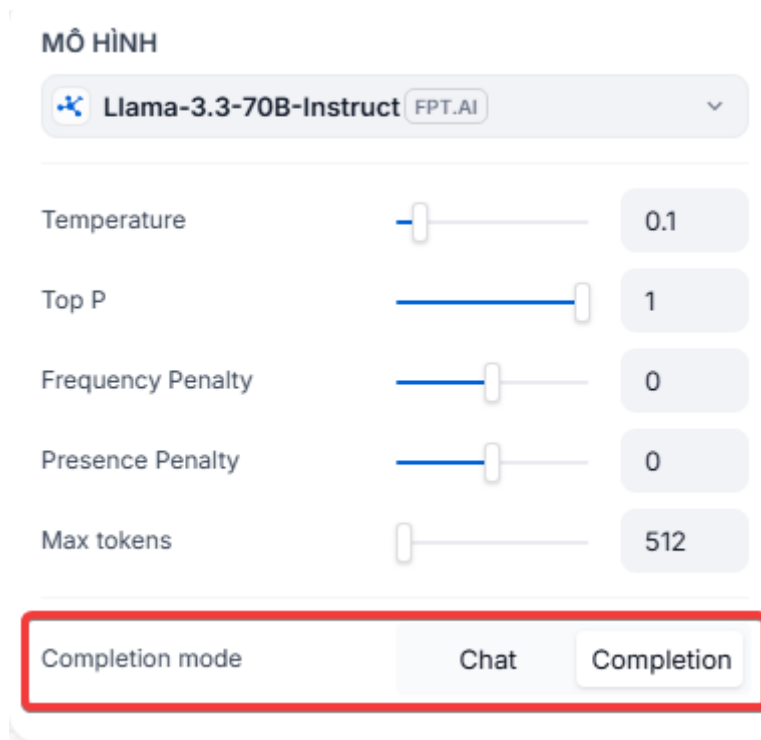 MÔ HÌNH
Llama-3.3-70B-Instruct FPT.AI
Temperature 0.1
Top P 1
Frequency Penalty 0
Presence Penalty 0
Max tokens 512
Completion mode Chat Completion